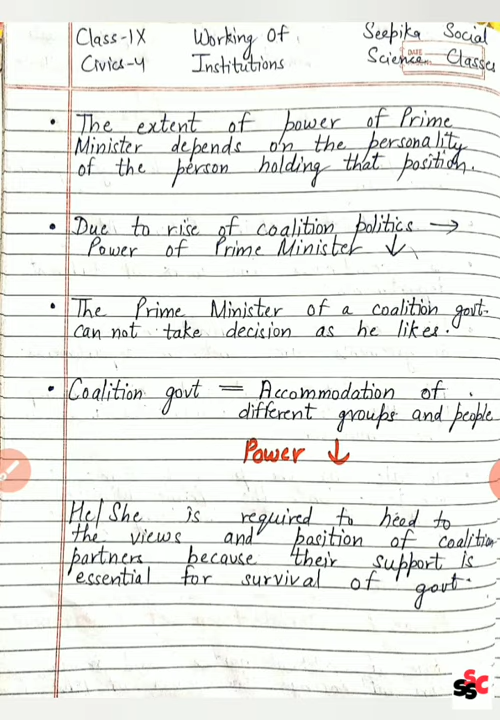 Class-IX Working Of Seepika Social
Civics-4 Institutions Science Classes
DATE
• The extent of power of Prime
Minister depends on the personality
of the person holding that position.
• Due to rise of coalition politics →
Power of Prime Minister ↓
• The Prime Minister of a coalition govt.
can not take decision as he likes.
• Coalition govt = Accommodation of
different groups and people
Power ↓
He/She is required to heed to
the views and position of coalition
partners because their support is
essential for survival of govt.
SSSC